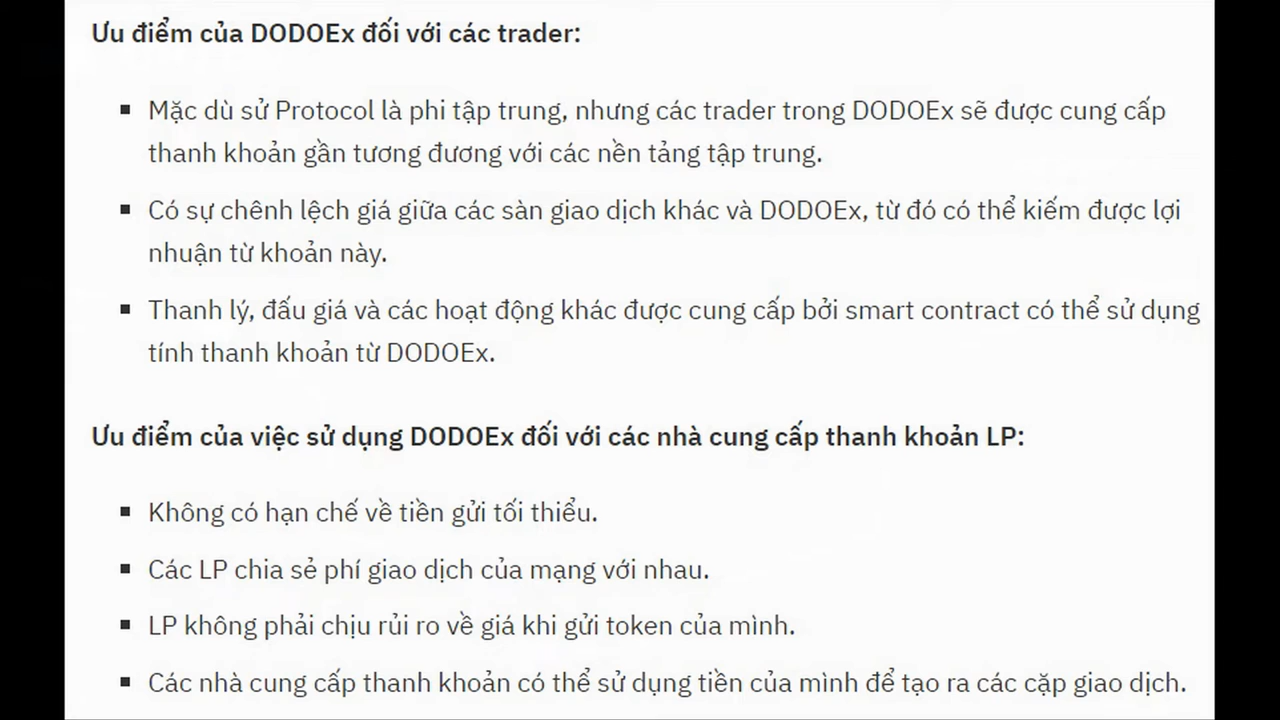 Ưu điểm của DODOEx đối với các trader:
▪ Mặc dù sử Protocol là phi tập trung, nhưng các trader trong DODOEx sẽ được cung cấp
thanh khoản gần tương đương với các nền tảng tập trung.
▪ Có sự chênh lệch giá giữa các sàn giao dịch khác và DODOEx, từ đó có thể kiếm được lợi
nhuận từ khoản này.
▪ Thanh lý, đấu giá và các hoạt động khác được cung cấp bởi smart contract có thể sử dụng
tính thanh khoản từ DODOEx.
Ưu điểm của việc sử dụng DODOEx đối với các nhà cung cấp thanh khoản LP:
▪ Không có hạn chế về tiền gửi tối thiểu.
▪ Các LP chia sẻ phí giao dịch của mạng với nhau.
▪ LP không phải chịu rủi ro về giá khi gửi token của mình.
▪ Các nhà cung cấp thanh khoản có thể sử dụng tiền của mình để tạo ra các cặp giao dịch.